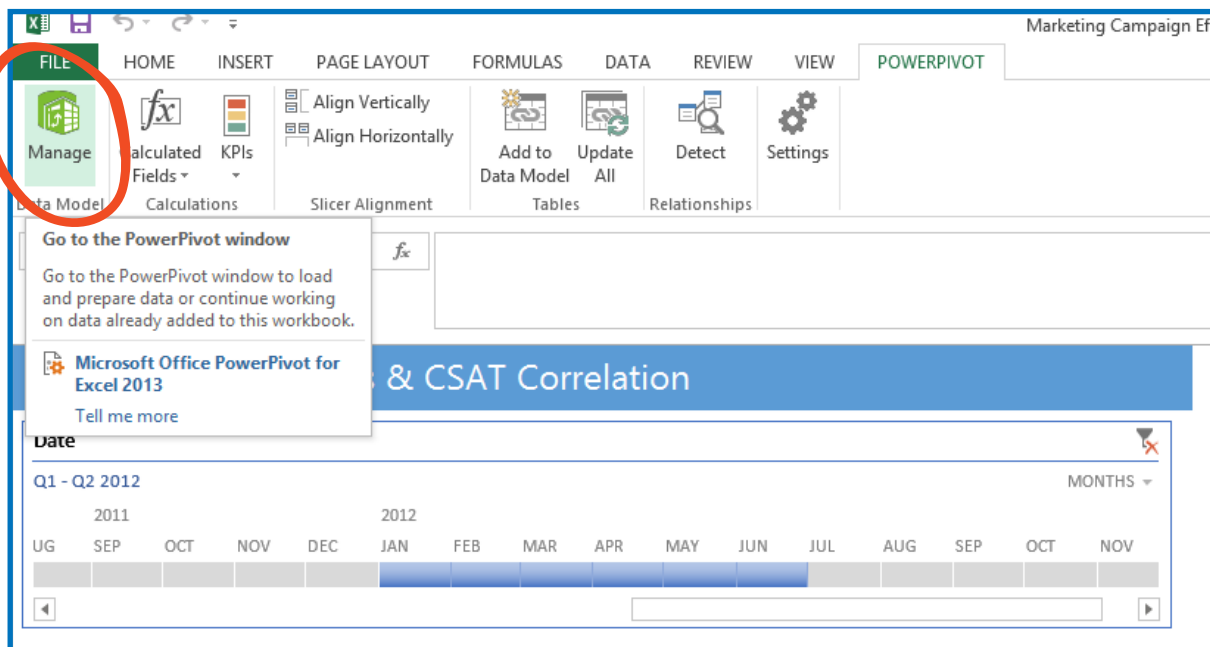 Marketing Campaign Ef
FILE HOME INSERT PAGE LAYOUT FORMULAS DATA REVIEW VIEW POWERPIVOT
Manage
Calculated
Fields
KPIs
Align Vertically
Align Horizontally
Add to
Data Model
Update
All
Detect
Settings
Data Model Calculations Slicer Alignment Tables Relationships
fx
Go to the PowerPivot window
Go to the PowerPivot window to load
and prepare data or continue working
on data already added to this workbook.
Microsoft Office PowerPivot for
Excel 2013
Tell me more
& CSAT Correlation
Date
Q1 - Q2 2012 MONTHS
2011 2012
UG SEP OCT NOV DEC JAN FEB MAR APR MAY JUN JUL AUG SEP OCT NOV